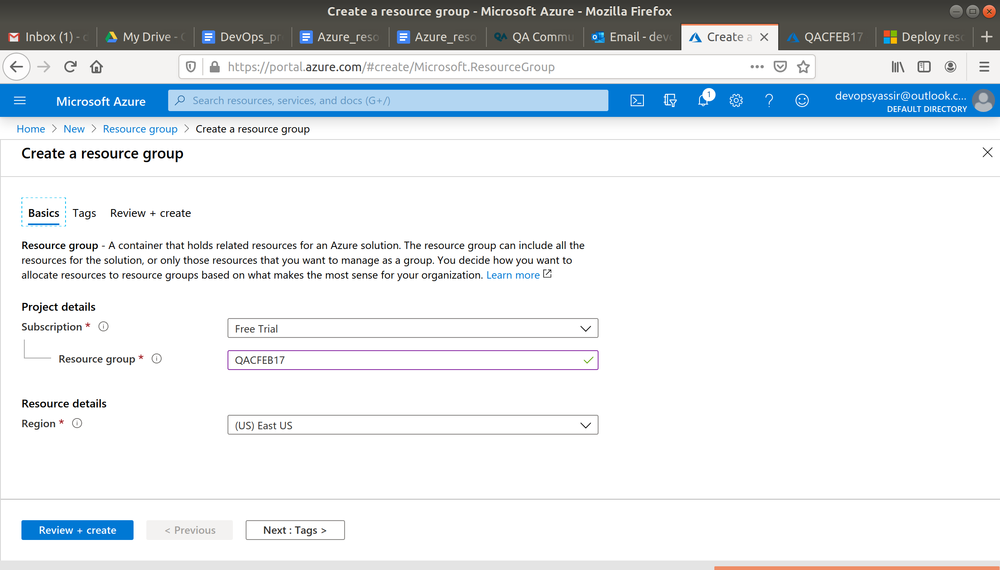 Create a resource group - Microsoft Azure - Mozilla Firefox
Inbox (1) -
My Drive -
DevOps_pr
Azure_reso
Azure_reso
QA Commu
Email - devo
Create a
QACFEB17
Deploy reso
https://portal.azure.com/#create/Microsoft.ResourceGroup
Microsoft Azure
Search resources, services, and docs (G+/)
1
devopsyassir@outlook.c...
DEFAULT DIRECTORY
Home > New > Resource group > Create a resource group
Create a resource group
Basics Tags Review + create
Resource group - A container that holds related resources for an Azure solution. The resource group can include all the
resources for the solution, or only those resources that you want to manage as a group. You decide how you want to
allocate resources to resource groups based on what makes the most sense for your organization. Learn more
Project details
Subscription *
Free Trial
Resource group *
QACFEB17
Resource details
Region *
(US) East US
Review + create
< Previous
Next : Tags >